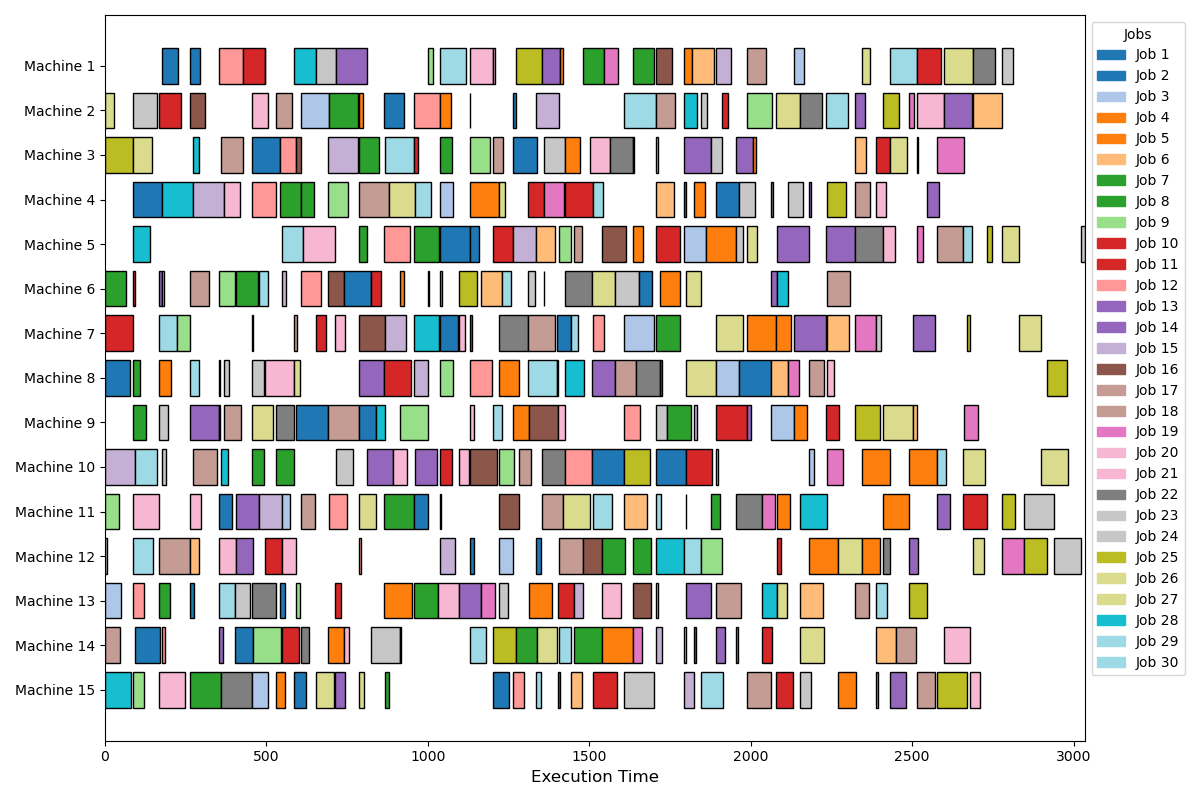 Machine 1
Machine 2
Machine 3
Machine 4
Machine 5
Machine 6
Machine 7
Machine 8
Machine 9
Machine 10
Machine 11
Machine 12
Machine 13
Machine 14
Machine 15
0 500 1000 1500 2000 2500 3000
Execution Time
Jobs
Job 1
Job 2
Job 3
Job 4
Job 5
Job 6
Job 7
Job 8
Job 9
Job 10
Job 11
Job 12
Job 13
Job 14
Job 15
Job 16
Job 17
Job 18
Job 19
Job 20
Job 21
Job 22
Job 23
Job 24
Job 25
Job 26
Job 27
Job 28
Job 29
Job 30